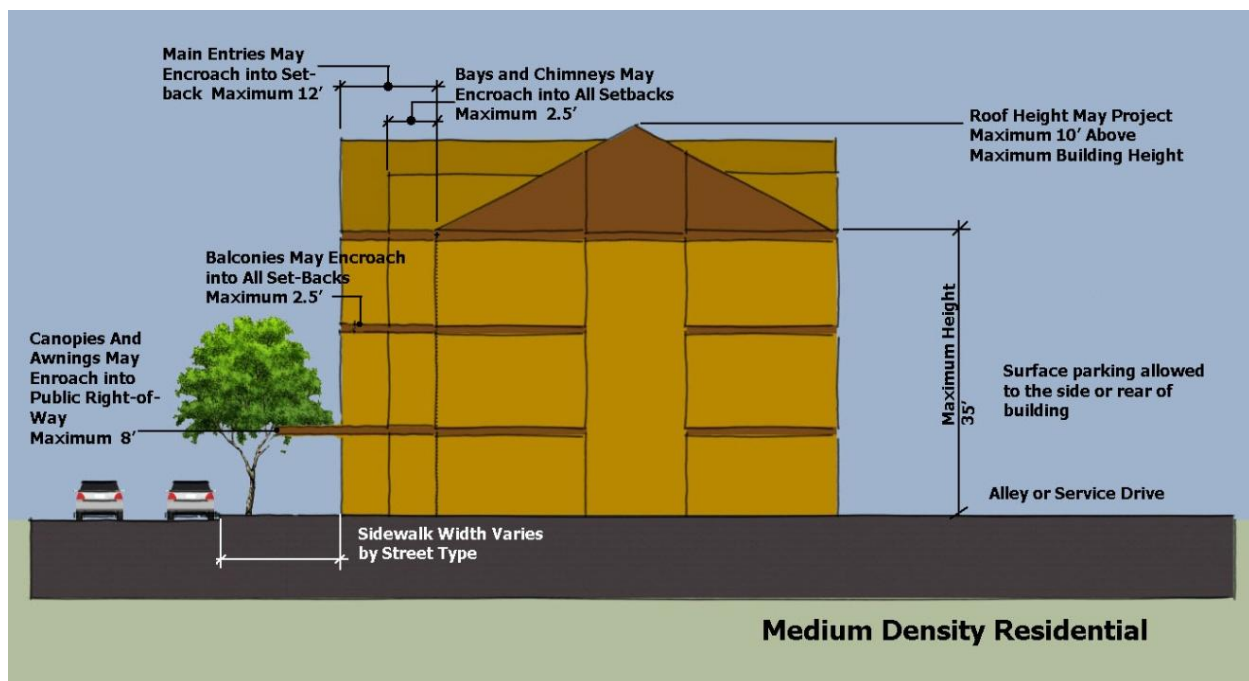 Main Entries May
Encroach into Set-
back Maximum 12'
Bays and Chimneys May
Encroach into All Setbacks
Maximum 2.5'
Roof Height May Project
Maximum 10' Above
Maximum Building Height
Balconies May Encroach
into All Set-Backs
Maximum 2.5'
Canopies And
Awnings May
Enroach into
Public Right-of-
Way
Maximum 8'
Maximum Height
35'
Surface parking allowed
to the side or rear of
building
Alley or Service Drive
Sidewalk Width Varies
by Street Type
Medium Density Residential